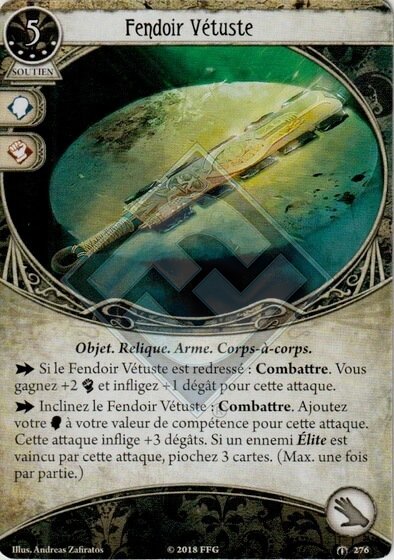 Fendoir Vétuste
5
SOUTIEN
Objet. Relique. Arme. Corps-à-corps.
Si le Fendoir Vétuste est redressé : Combattre. Vous
gagnez +2 et infligez +1 dégât pour cette attaque.
Inclinez le Fendoir Vétuste : Combattre. Ajoutez
votre à votre valeur de compétence pour cette attaque.
Cette attaque inflige +3 dégâts. Si un ennemi Élite est
vaincu par cette attaque, piochez 3 cartes. (Max. une fois
par partie.)
Illus. Andreas Zafiratos
© 2018 FFG
276